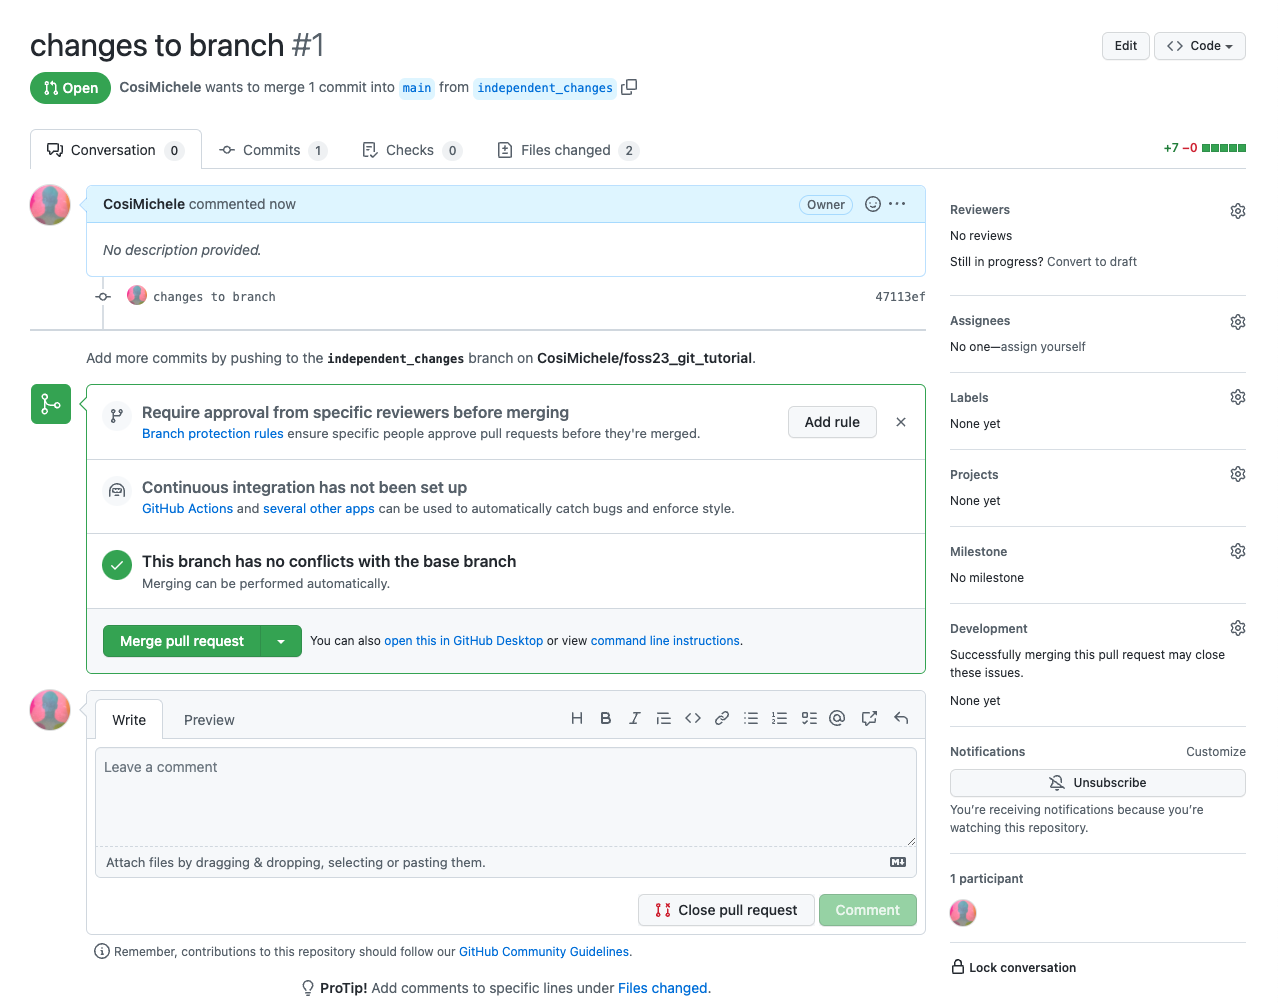 changes to branch #1
Edit
Code
Open
CosiMichele wants to merge 1 commit into main from independent_changes
Conversation 0
Commits 1
Checks 0
Files changed 2
+7 −0
CosiMichele commented now
Owner
No description provided.
changes to branch
47113ef
Add more commits by pushing to the independent_changes branch on CosiMichele/foss23_git_tutorial.
Require approval from specific reviewers before merging
Branch protection rules ensure specific people approve pull requests before they're merged.
Add rule
Continuous integration has not been set up
GitHub Actions and several other apps can be used to automatically catch bugs and enforce style.
This branch has no conflicts with the base branch
Merging can be performed automatically.
Merge pull request
You can also open this in GitHub Desktop or view command line instructions.
Write
Preview
Leave a comment
Attach files by dragging & dropping, selecting or pasting them.
Close pull request
Comment
Remember, contributions to this repository should follow our GitHub Community Guidelines.
ProTip! Add comments to specific lines under Files changed.
Reviewers
No reviews
Still in progress? Convert to draft
Assignees
No one—assign yourself
Labels
None yet
Projects
None yet
Milestone
No milestone
Development
Successfully merging this pull request may close
these issues.
None yet
Notifications
Customize
Unsubscribe
You're receiving notifications because you're
watching this repository.
1 participant
Lock conversation